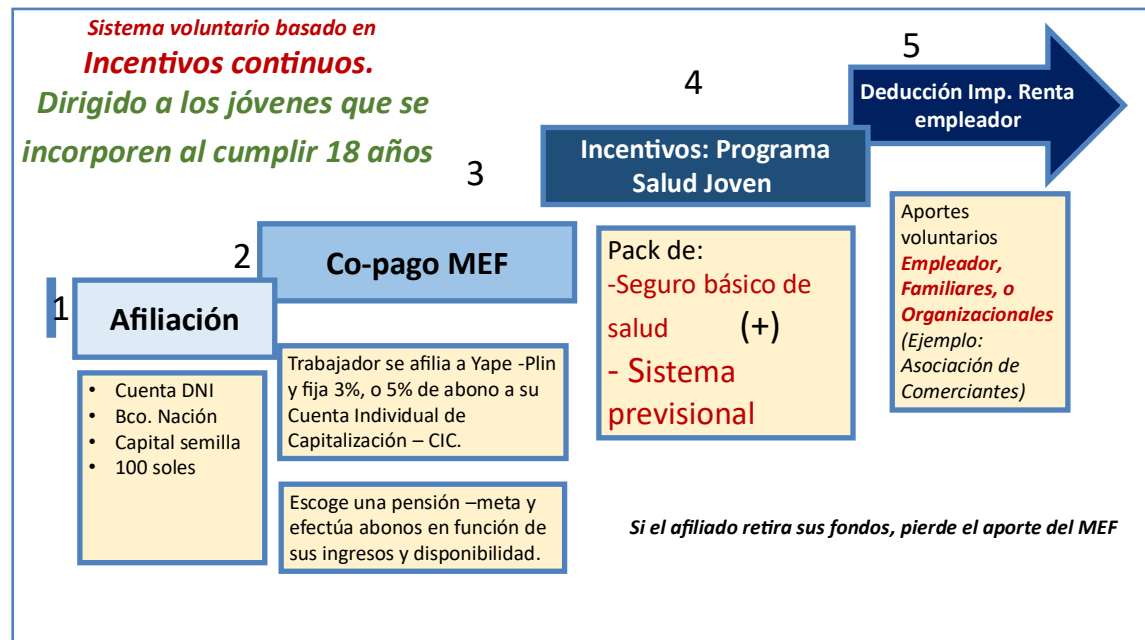 Sistema voluntario basado en
Incentivos continuos.
Dirigido a los jóvenes que se
incorporen al cumplir 18 años
1
Afiliación
• Cuenta DNI
• Bco. Nación
• Capital semilla
• 100 soles
2
Co-pago MEF
Trabajador se afilia a Yape -Plin
y fija 3%, o 5% de abono a su
Cuenta Individual de
Capitalización – CIC.
Escoge una pensión –meta y
efectúa abonos en función de
sus ingresos y disponibilidad.
3
4
Incentivos: Programa
Salud Joven
Pack de:
-Seguro básico de
salud (+)
- Sistema
previsional
5
Deducción Imp. Renta
empleador
Aportes
voluntarios
Empleador,
Familiares, o
Organizacionales
(Ejemplo:
Asociación de
Comerciantes)
Si el afiliado retira sus fondos, pierde el aporte del MEF